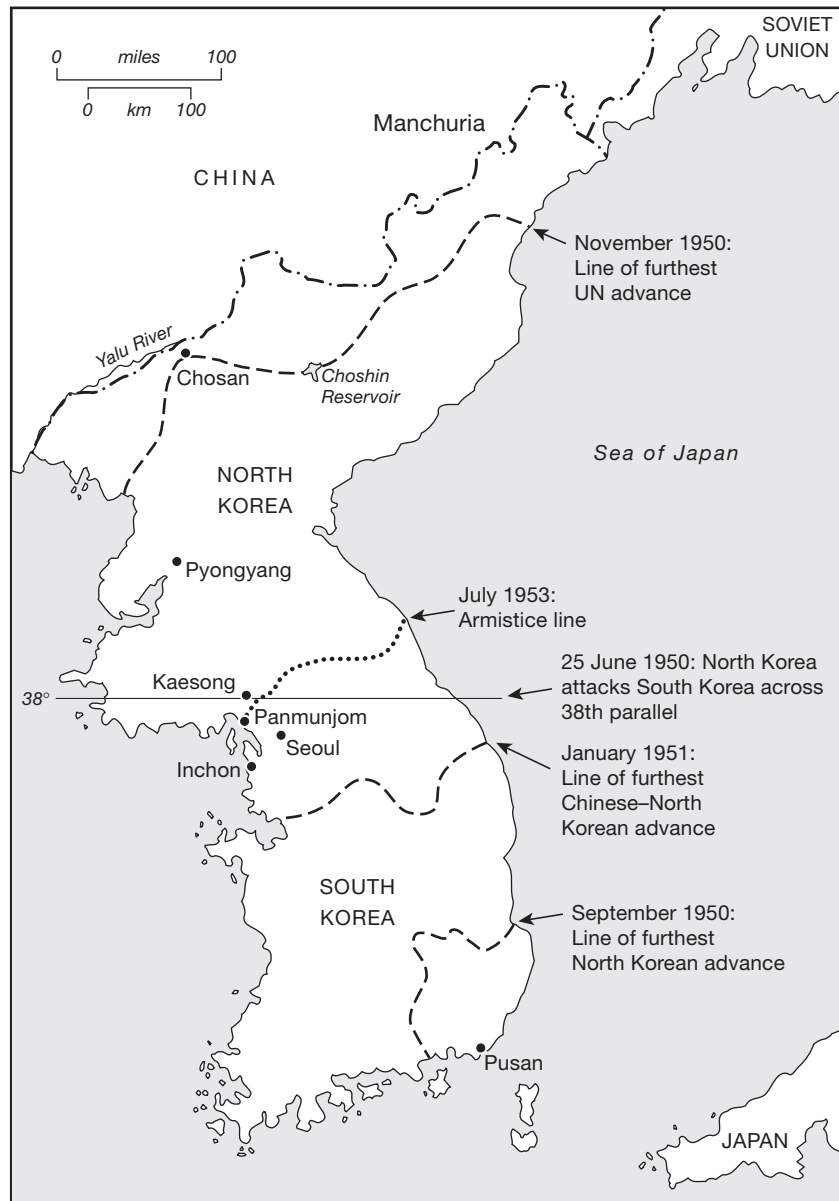 SOVIET
UNION
0 miles 100
0 km 100
Manchuria
CHINA
November 1950:
Line of furthest
UN advance
Yalu River
Chosan
Choshin
Reservoir
Sea of Japan
NORTH
KOREA
Pyongyang
July 1953:
Armistice line
25 June 1950: North Korea
attacks South Korea across
38th parallel
Kaesong
38°
Panmunjom
Seoul
Inchon
January 1951:
Line of furthest
Chinese–North
Korean advance
SOUTH
KOREA
September 1950:
Line of furthest
North Korean advance
Pusan
JAPAN